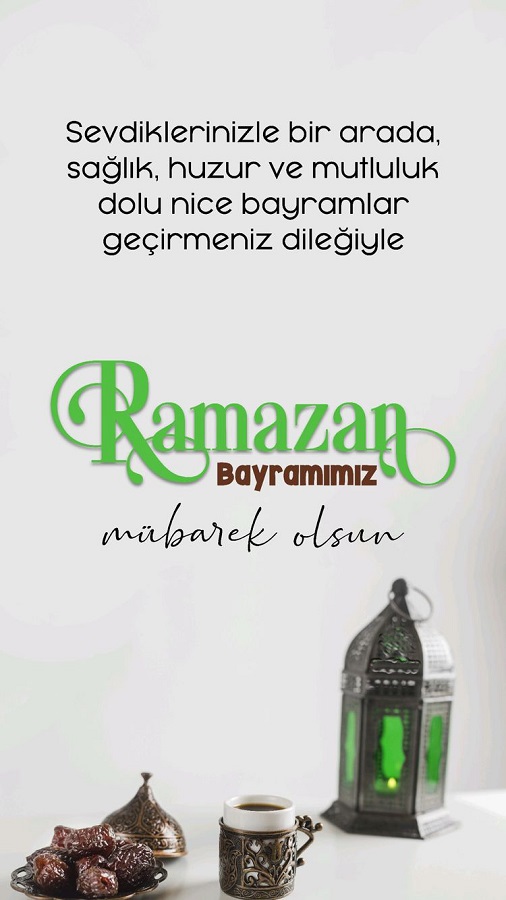 Sevdiklerinizle bir arada,
sağlık, huzur ve mutluluk
dolu nice bayramlar
geçirmeniz dileğiyle
Ramazan
Bayramımız
mübarek olsun